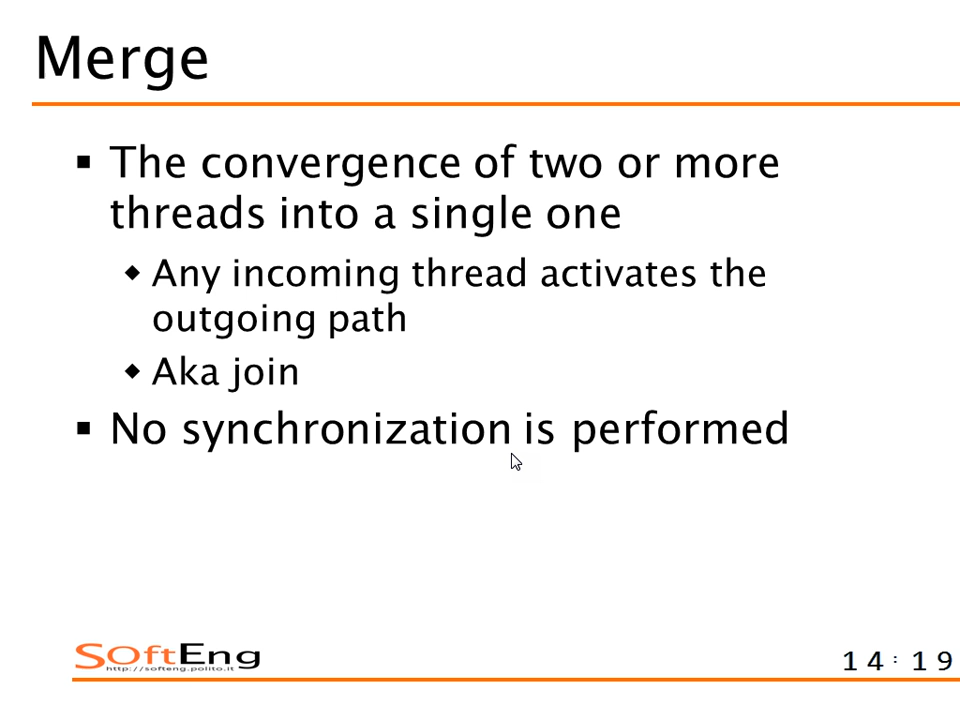 Merge
The convergence of two or more
threads into a single one
Any incoming thread activates the
outgoing path
Aka join
No synchronization is performed
SOftEng
http://softeng.polito.it
14:19